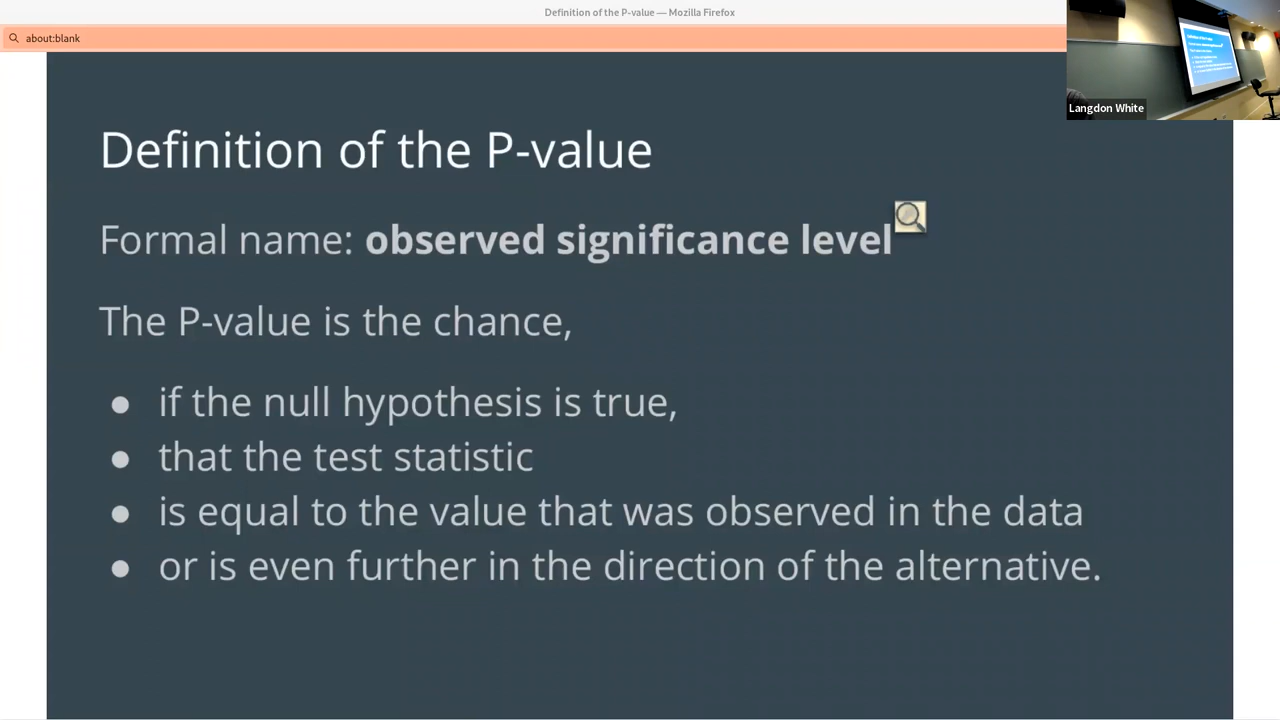 Definition of the P-value — Mozilla Firefox
about:blank
Langdon White
Definition of the P-value
Formal name: observed significance level
The P-value is the chance,
● if the null hypothesis is true,
● that the test statistic
● is equal to the value that was observed in the data
● or is even further in the direction of the alternative.